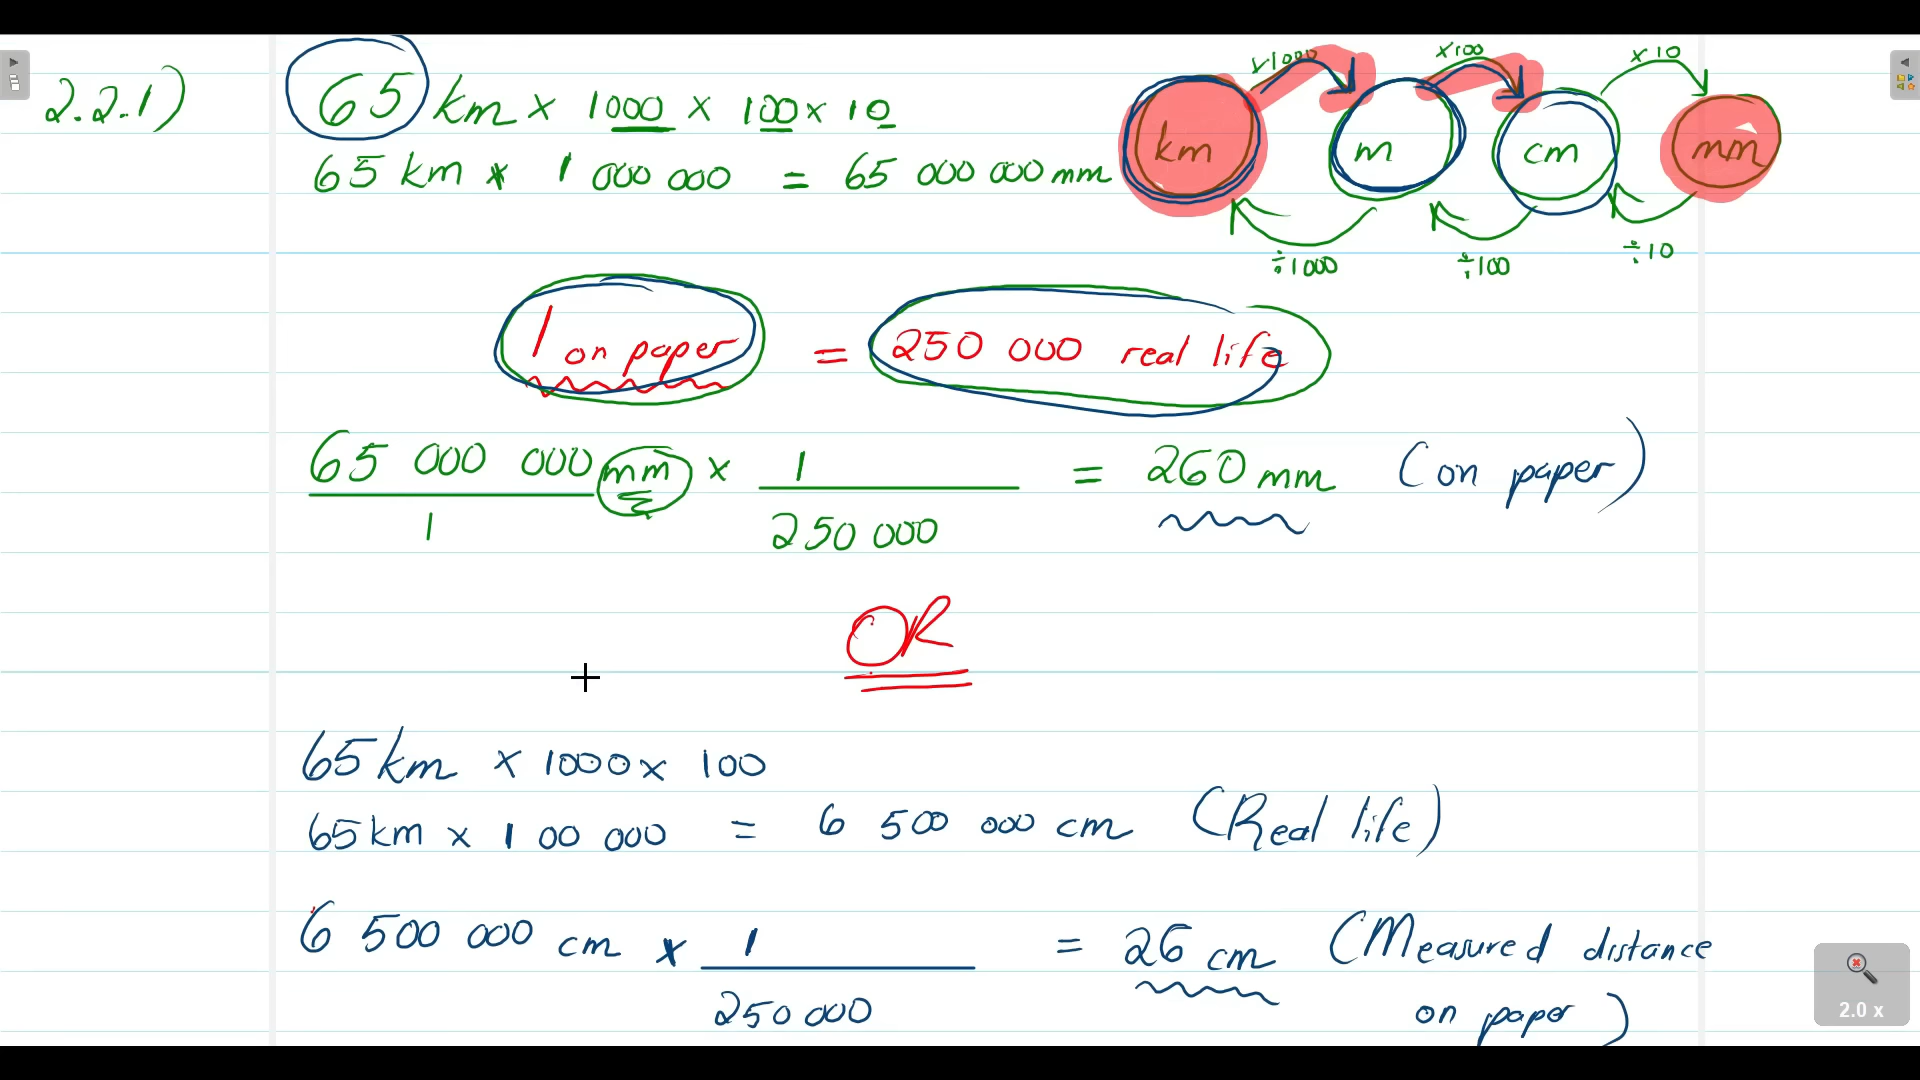 2.2.1) 65 km × 1000 × 100 × 10
65 km × 1 000 000 = 65 000 000 mm
×1000 ×100 ×10
km m cm mm
÷1000 ÷100 ÷10
1 on paper = 250 000 real life
65 000 000 mm × 1 = 260 mm (on paper)
1 250 000
OR
65 km × 1000 × 100
65 km × 100 000 = 6 500 000 cm (Real life)
6 500 000 cm × 1 = 26 cm (Measured distance
250 000 on paper)
2.0 x